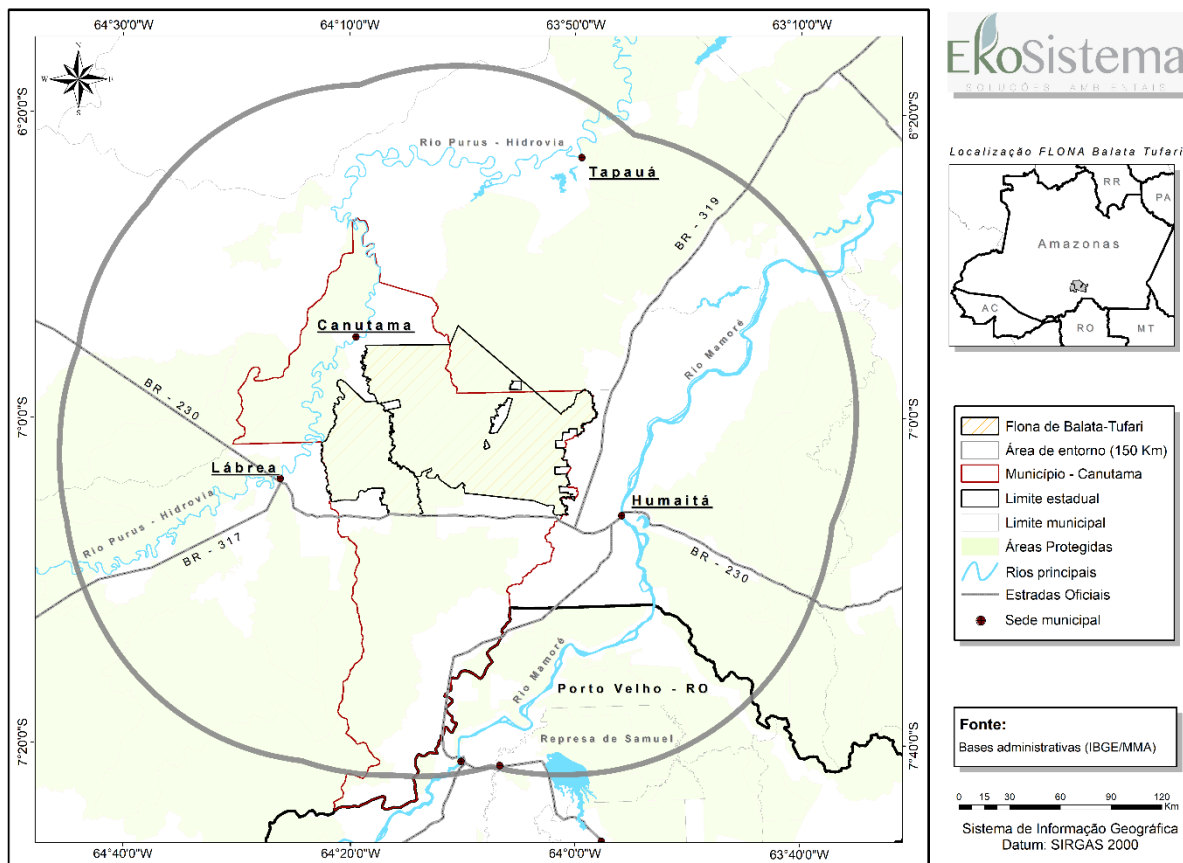 64°30'0"W
64°10'0"W
63°50'0"W
63°10'0"W
N
W
E
S
6°20'0"S
6°20'0"S
Rio Purus - Hidrovia
Tapauá
BR - 319
Canutama
Rio Mamoré
BR - 230
7°0'0"S
7°0'0"S
Lábrea
Humaitá
Rio Purus - Hidrovia
BR - 317
BR - 230
Rio Mamoré
Porto Velho - RO
Represa de Samuel
7°20'0"S
7°40'0"S
64°40'0"W
64°20'0"W
64°0'0"W
63°40'0"W
EkoSistema
SOLUÇÕES AMBIENTAIS
Localização FLONA Balata Tufari
RR
PA
Amazonas
AC
RO
MT
Flona de Balata-Tufari
Área de entorno (150 Km)
Município - Canutama
Limite estadual
Limite municipal
Áreas Protegidas
Rios principais
Estradas Oficiais
Sede municipal
Fonte:
Bases administrativas (IBGE/MMA)
0 15 30 60 90 120
Km
Sistema de Informação Geográfica
Datum: SIRGAS 2000